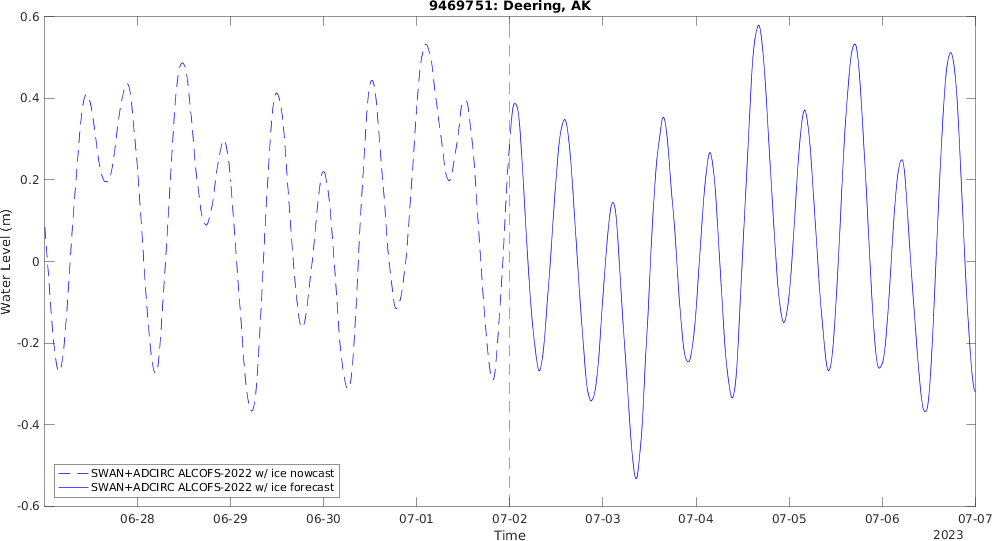 9469751: Deering, AK
Water Level (m)
0.6
0.4
0.2
0
-0.2
-0.4
-0.6
SWAN+ADCIRC ALCOFS-2022 w/ ice nowcast
SWAN+ADCIRC ALCOFS-2022 w/ ice forecast
06-28 06-29 06-30 07-01 07-02 07-03 07-04 07-05 07-06 07-07
Time
2023